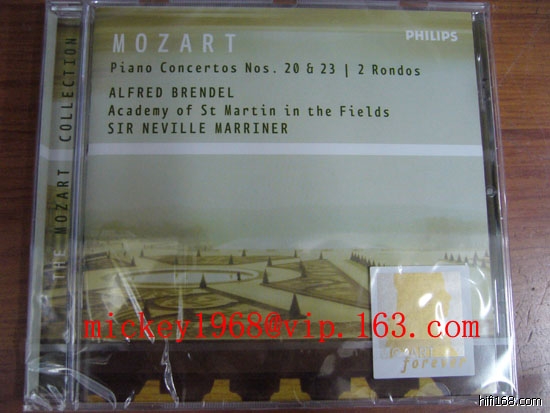 MOZART
PHILIPS
Piano Concertos Nos. 20 & 23 | 2 Rondos
ALFRED BRENDEL
Academy of St Martin in the Fields
SIR NEVILLE MARRINER
THE MOZART COLLECTION
mickey1968@vip.163.com
forever
hifi168.com